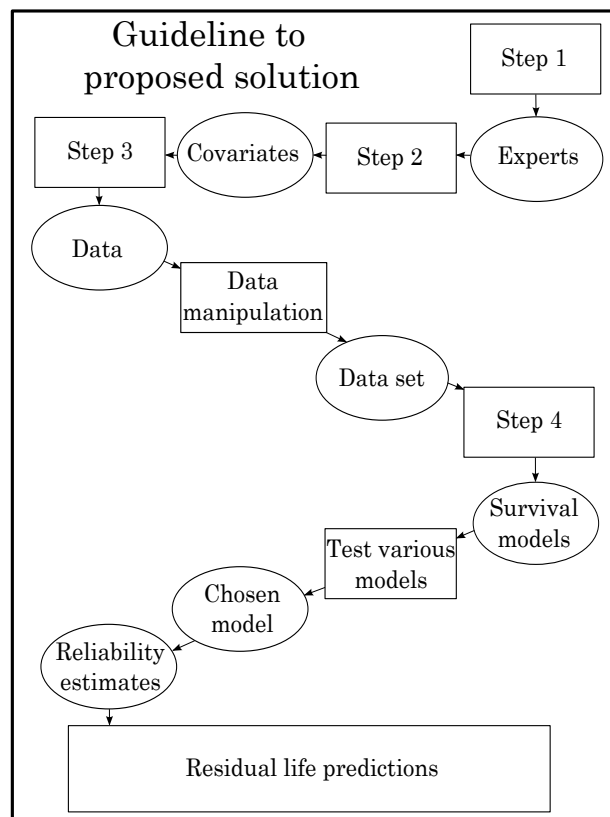 Guideline to
proposed solution
Step 1
Experts
Step 2
Covariates
Step 3
Data
Data
manipulation
Data set
Step 4
Survival
models
Test various
models
Chosen
model
Reliability
estimates
Residual life predictions